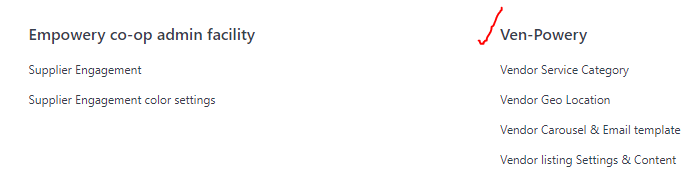 Empowery co-op admin facility
Supplier Engagement
Supplier Engagement color settings
Ven-Powery
Vendor Service Category
Vendor Geo Location
Vendor Carousel & Email template
Vendor listing Settings & Content